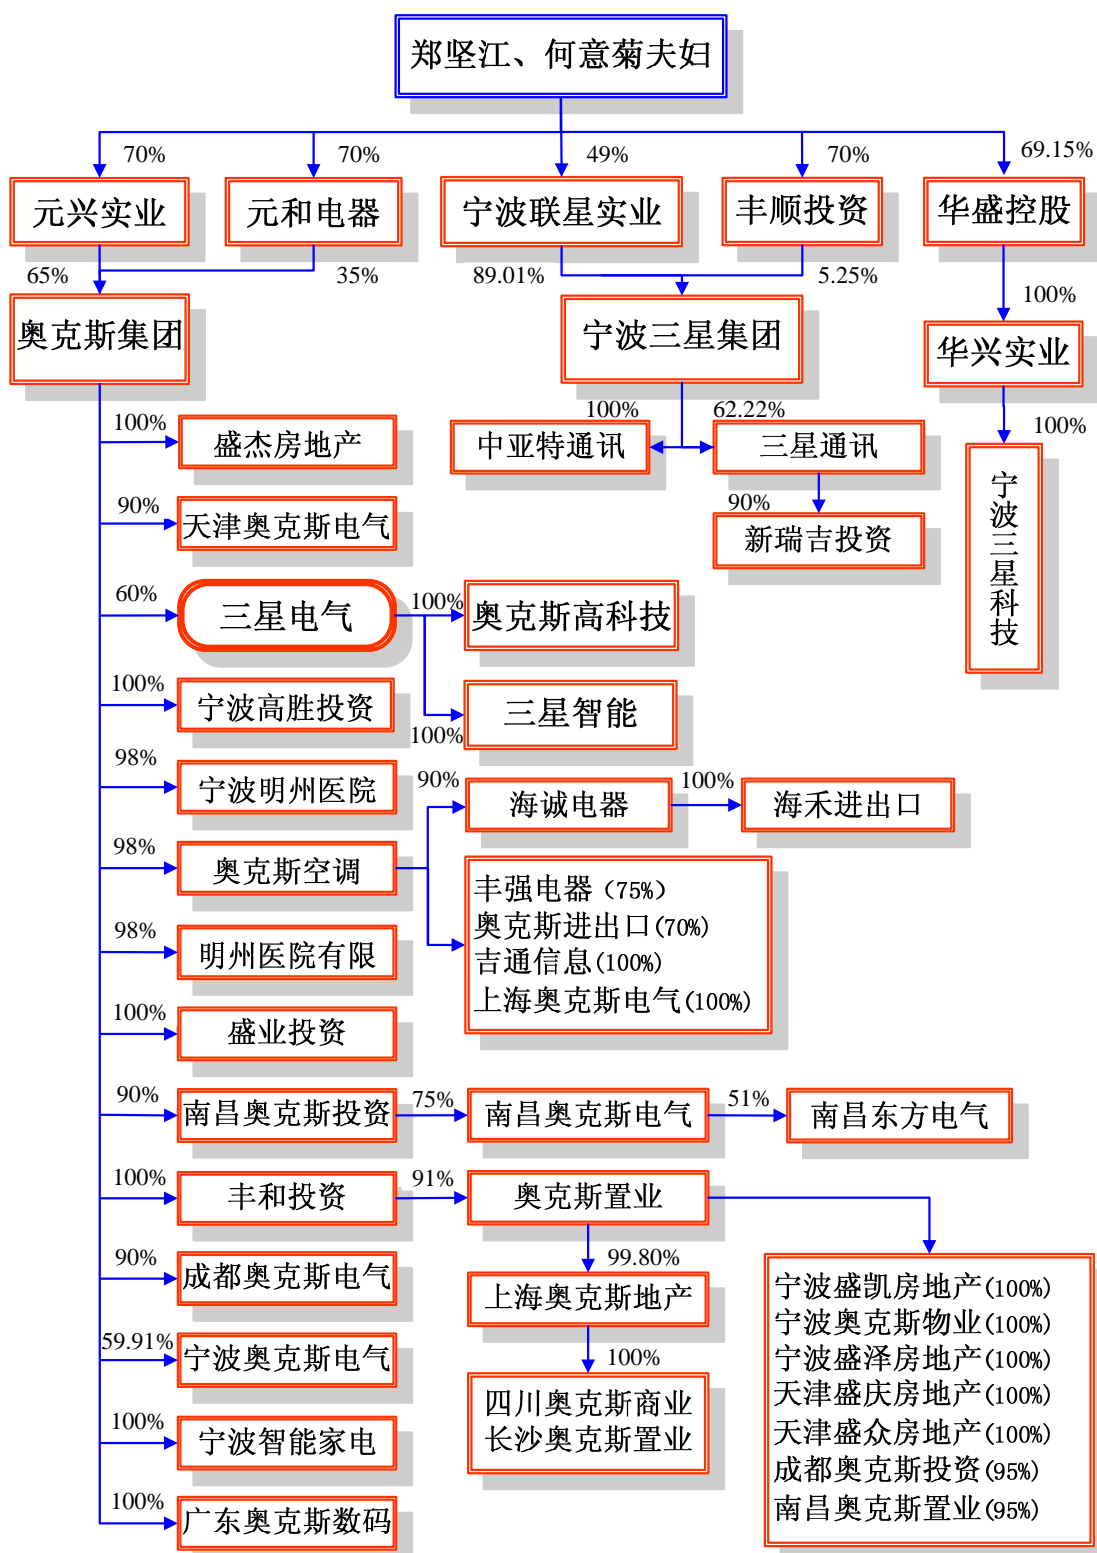 郑坚江、何意菊夫妇
70%
70%
49%
70%
69.15%
元兴实业
元和电器
宁波联星实业
丰顺投资
华盛控股
65%
35%
89.01%
5.25%
100%
奥克斯集团
宁波三星集团
华兴实业
100%
62.22%
100%
100%
盛杰房地产
中亚特通讯
三星通讯
宁波三星科技
90%
天津奥克斯电气
90%
新瑞吉投资
60%
三星电气
100%
奥克斯高科技
100%
宁波高胜投资
100%
三星智能
98%
宁波明州医院
90%
海诚电器
100%
海禾进出口
98%
奥克斯空调
丰强电器（75%）
奥克斯进出口(70%)
吉通信息(100%)
上海奥克斯电气(100%)
98%
明州医院有限
100%
盛业投资
90%
南昌奥克斯投资
75%
南昌奥克斯电气
51%
南昌东方电气
100%
丰和投资
91%
奥克斯置业
90%
成都奥克斯电气
99.80%
上海奥克斯地产
59.91%
宁波奥克斯电气
100%
四川奥克斯商业
长沙奥克斯置业
宁波盛凯房地产(100%)
宁波奥克斯物业(100%)
宁波盛泽房地产(100%)
天津盛庆房地产(100%)
天津盛众房地产(100%)
成都奥克斯投资(95%)
南昌奥克斯置业(95%)
100%
宁波智能家电
100%
广东奥克斯数码